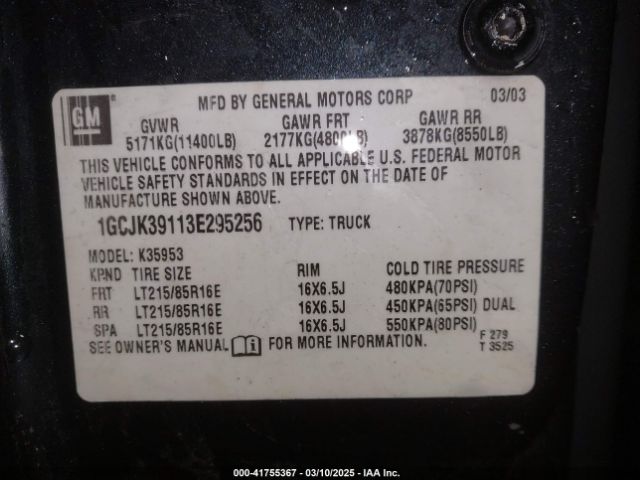 GM
MFD BY GENERAL MOTORS CORP 03/03
GVWR GAWR FRT GAWR RR
5171KG(11400LB) 2177KG(4800LB) 3878KG(8550LB)
THIS VEHICLE CONFORMS TO ALL APPLICABLE U.S. FEDERAL MOTOR
VEHICLE SAFETY STANDARDS IN EFFECT ON THE DATE OF
MANUFACTURE SHOWN ABOVE.
1GCJK39113E295256 TYPE: TRUCK
MODEL: K35953
TIRE SIZE RIM COLD TIRE PRESSURE
FRT LT215/85R16E 16X6.5J 480KPA(70PSI)
RR LT215/85R16E 16X6.5J 450KPA(65PSI) DUAL
SPA LT215/85R16E 16X6.5J 550KPA(80PSI)
SEE OWNER'S MANUAL FOR MORE INFORMATION.
F 279
T 3525
000-41755367 - 03/10/2025 - IAA Inc.